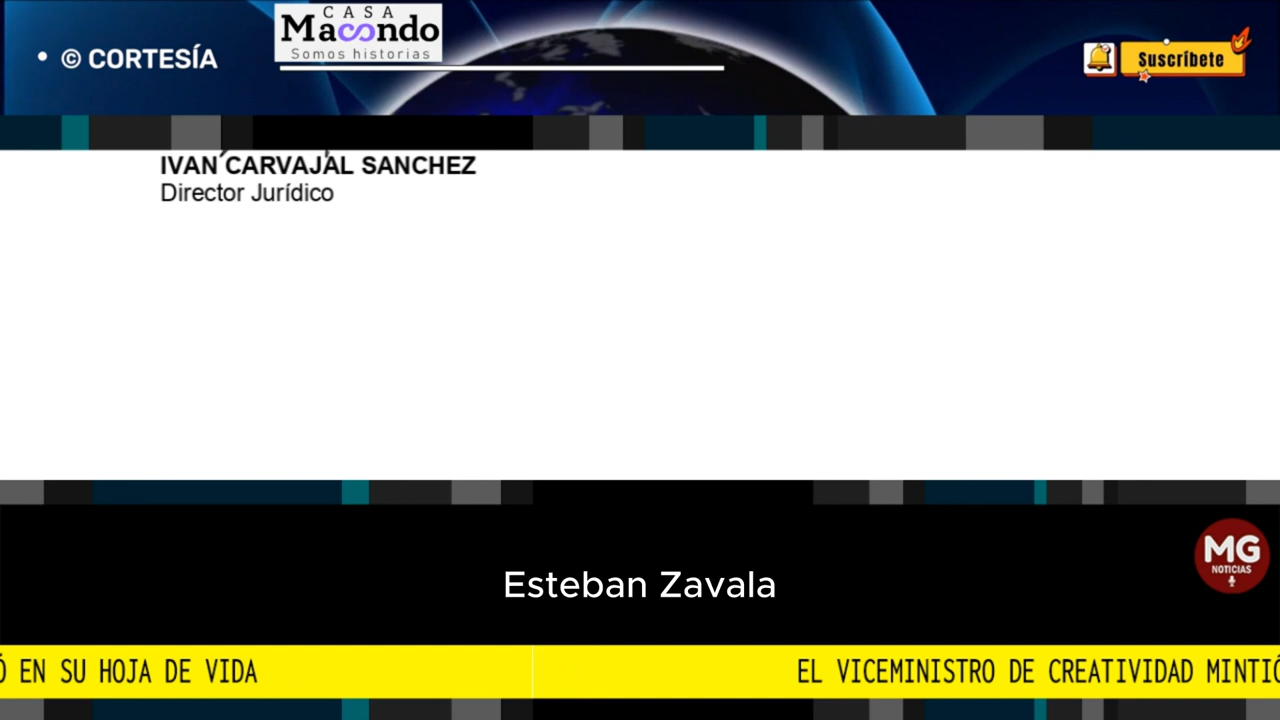 • © CORTESÍA
CASA
Macondo
Somos historias
Suscríbete
IVAN CARVAJAL SANCHEZ
Director Jurídico
MG
NOTICIAS
Esteban Zavala
Ó EN SU HOJA DE VIDA
EL VICEMINISTRO DE CREATIVIDAD MINTIÓ